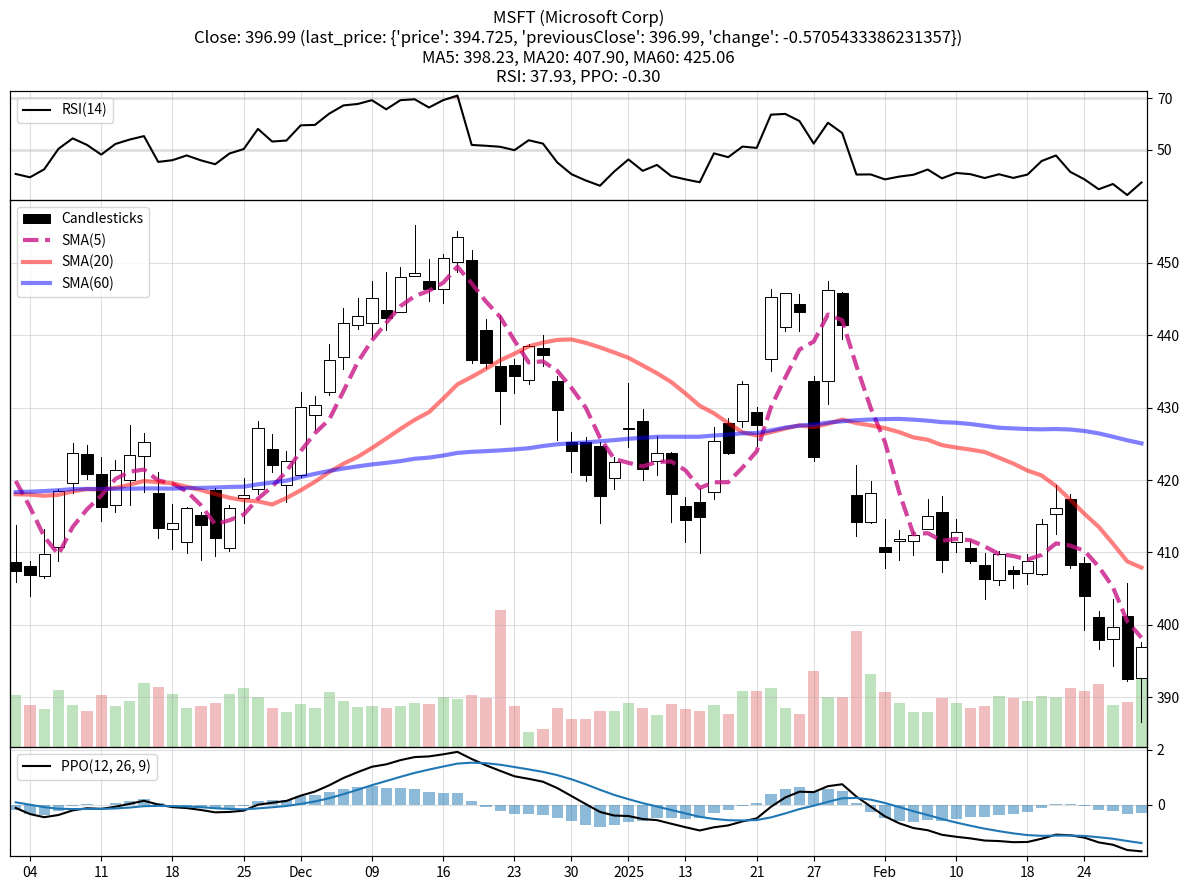 MSFT (Microsoft Corp)
Close: 396.99 (last_price: {'price': 394.725, 'previousClose': 396.99, 'change': -0.5705433386231357})
MA5: 398.23, MA20: 407.90, MA60: 425.06
RSI: 37.93, PPO: -0.30
RSI(14)
70
50
Candlesticks
SMA(5)
SMA(20)
SMA(60)
450
440
430
420
410
400
390
PPO(12, 26, 9)
2
0
04 11 18 25 Dec 09 16 23 30 2025 13 21 27 Feb 10 18 24